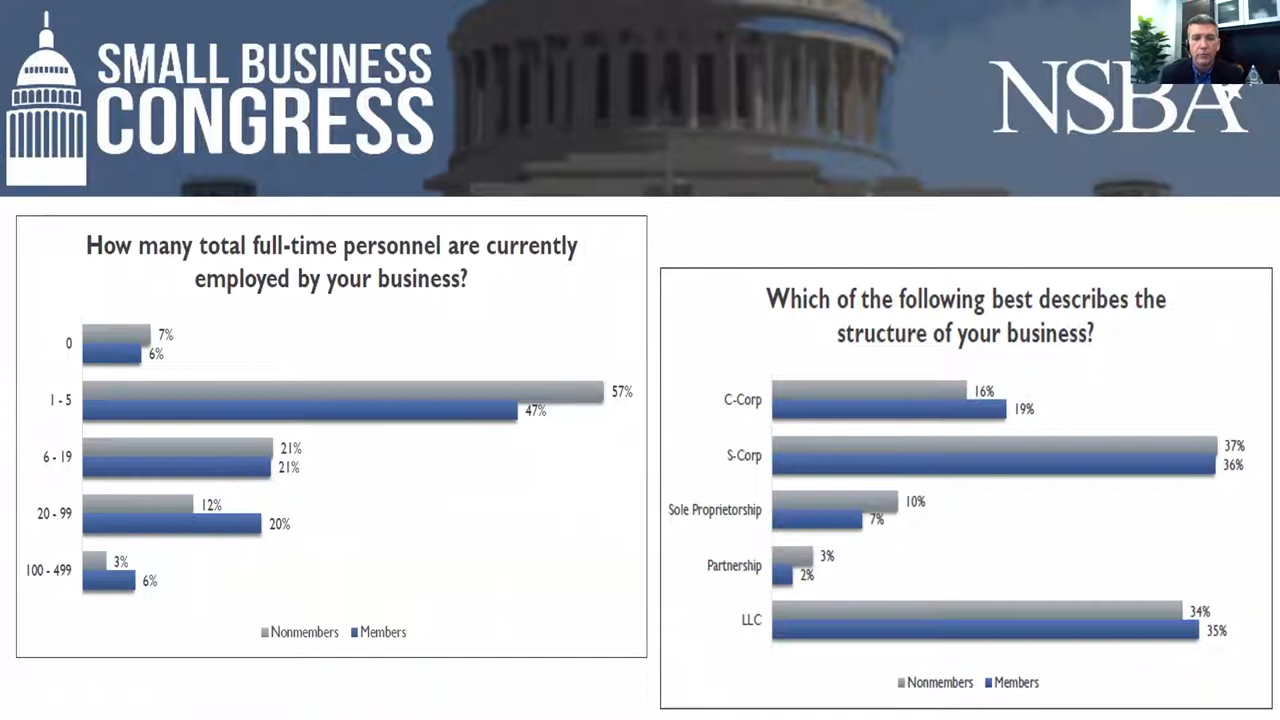 SMALL BUSINESS
CONGRESS
NSBA
How many total full-time personnel are currently
employed by your business?
0
7%
6%
1 - 5
57%
47%
6 - 19
21%
21%
20 - 99
12%
20%
100 - 499
3%
6%
Nonmembers Members
Which of the following best describes the
structure of your business?
C-Corp
16%
19%
S-Corp
37%
36%
Sole Proprietorship
10%
7%
Partnership
3%
2%
LLC
34%
35%
Nonmembers Members